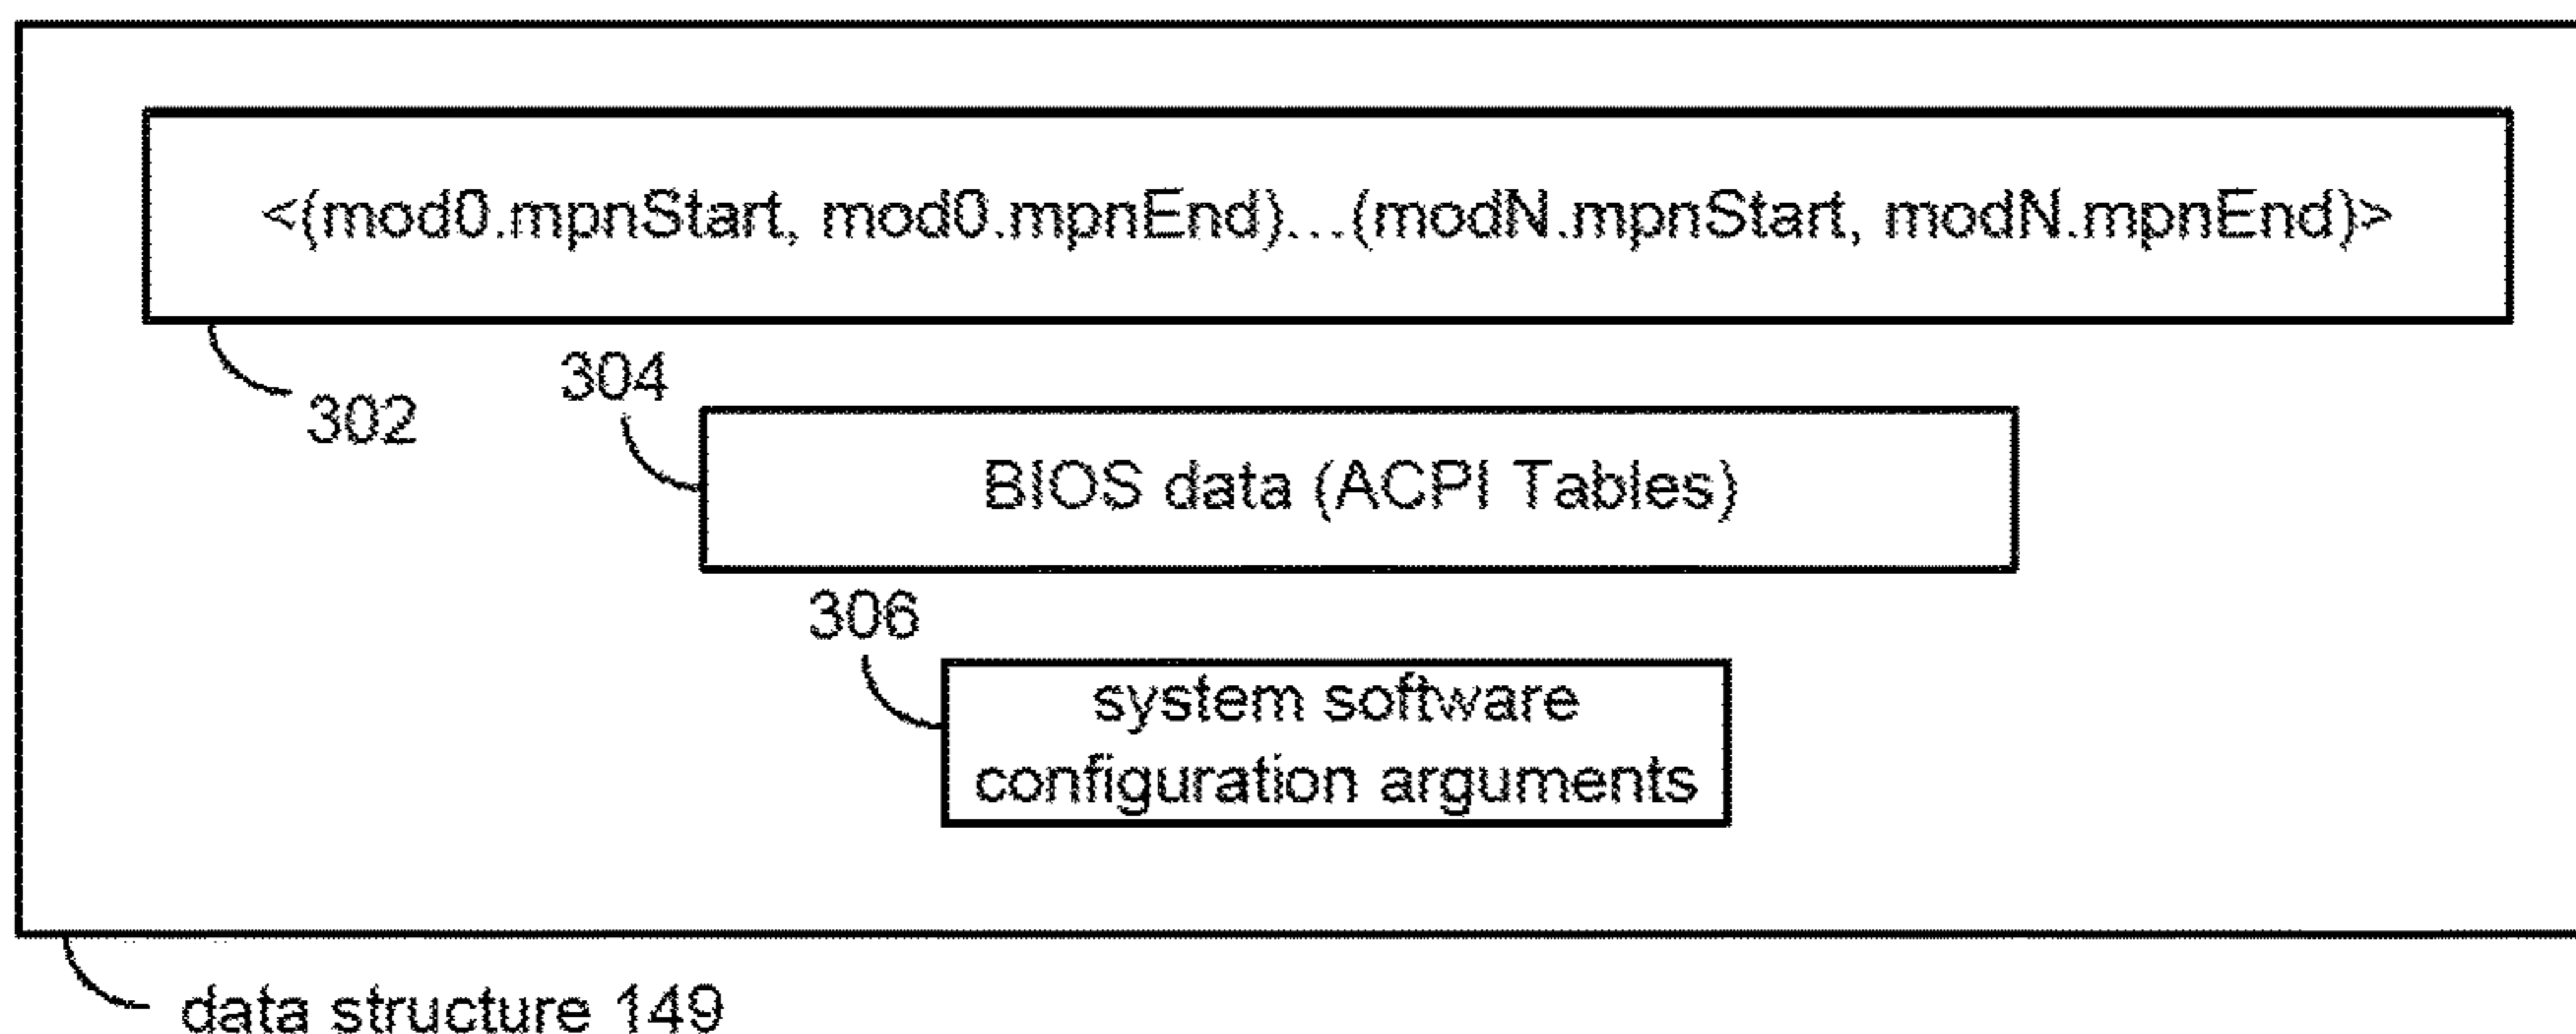 <(mod0.mpnStart, mod0.mpnEnd)...(modN.mpnStart, modN.mpnEnd)>
302
304
BIOS data (ACPI Tables)
306
system software
configuration arguments
data structure 149